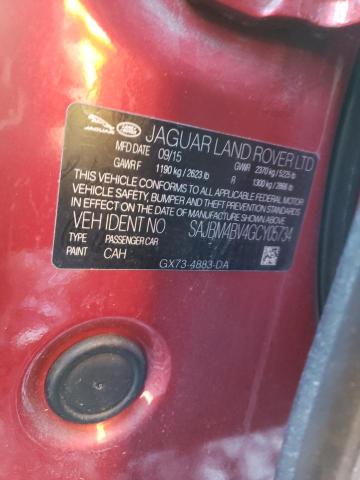 JAGUAR
LAND ROVER
JAGUAR LAND ROVER LTD
MFD DATE 09/15 GVWR 2370 kg / 5225 lb
GAWR F 1190 kg / 2623 lb R 1300 kg / 2866 lb
THIS VEHICLE CONFORMS TO ALL APPLICABLE FEDERAL MOTOR
VEHICLE SAFETY, BUMPER AND THEFT PREVENTION STANDARDS
IN EFFECT ON THE DATE OF MANUFACTURE SHOWN ABOVE
VEH IDENT NO SAJBM4BV4GCY05734
TYPE PASSENGER CAR
PAINT CAH
GX73-4883-DA